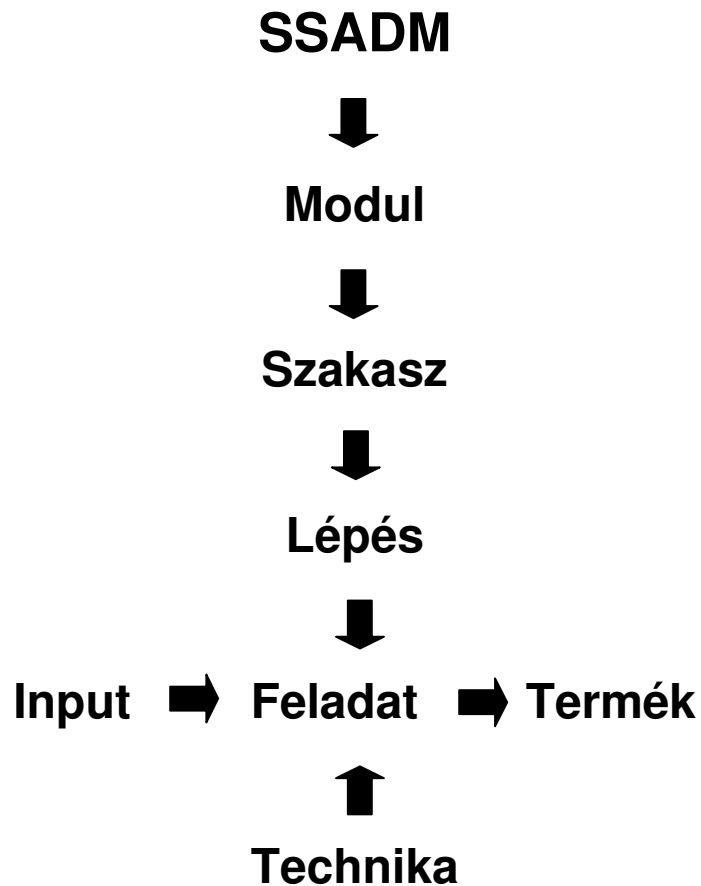 SSADM
Modul
Szakasz
Lépés
Input Feladat Termék
Technika